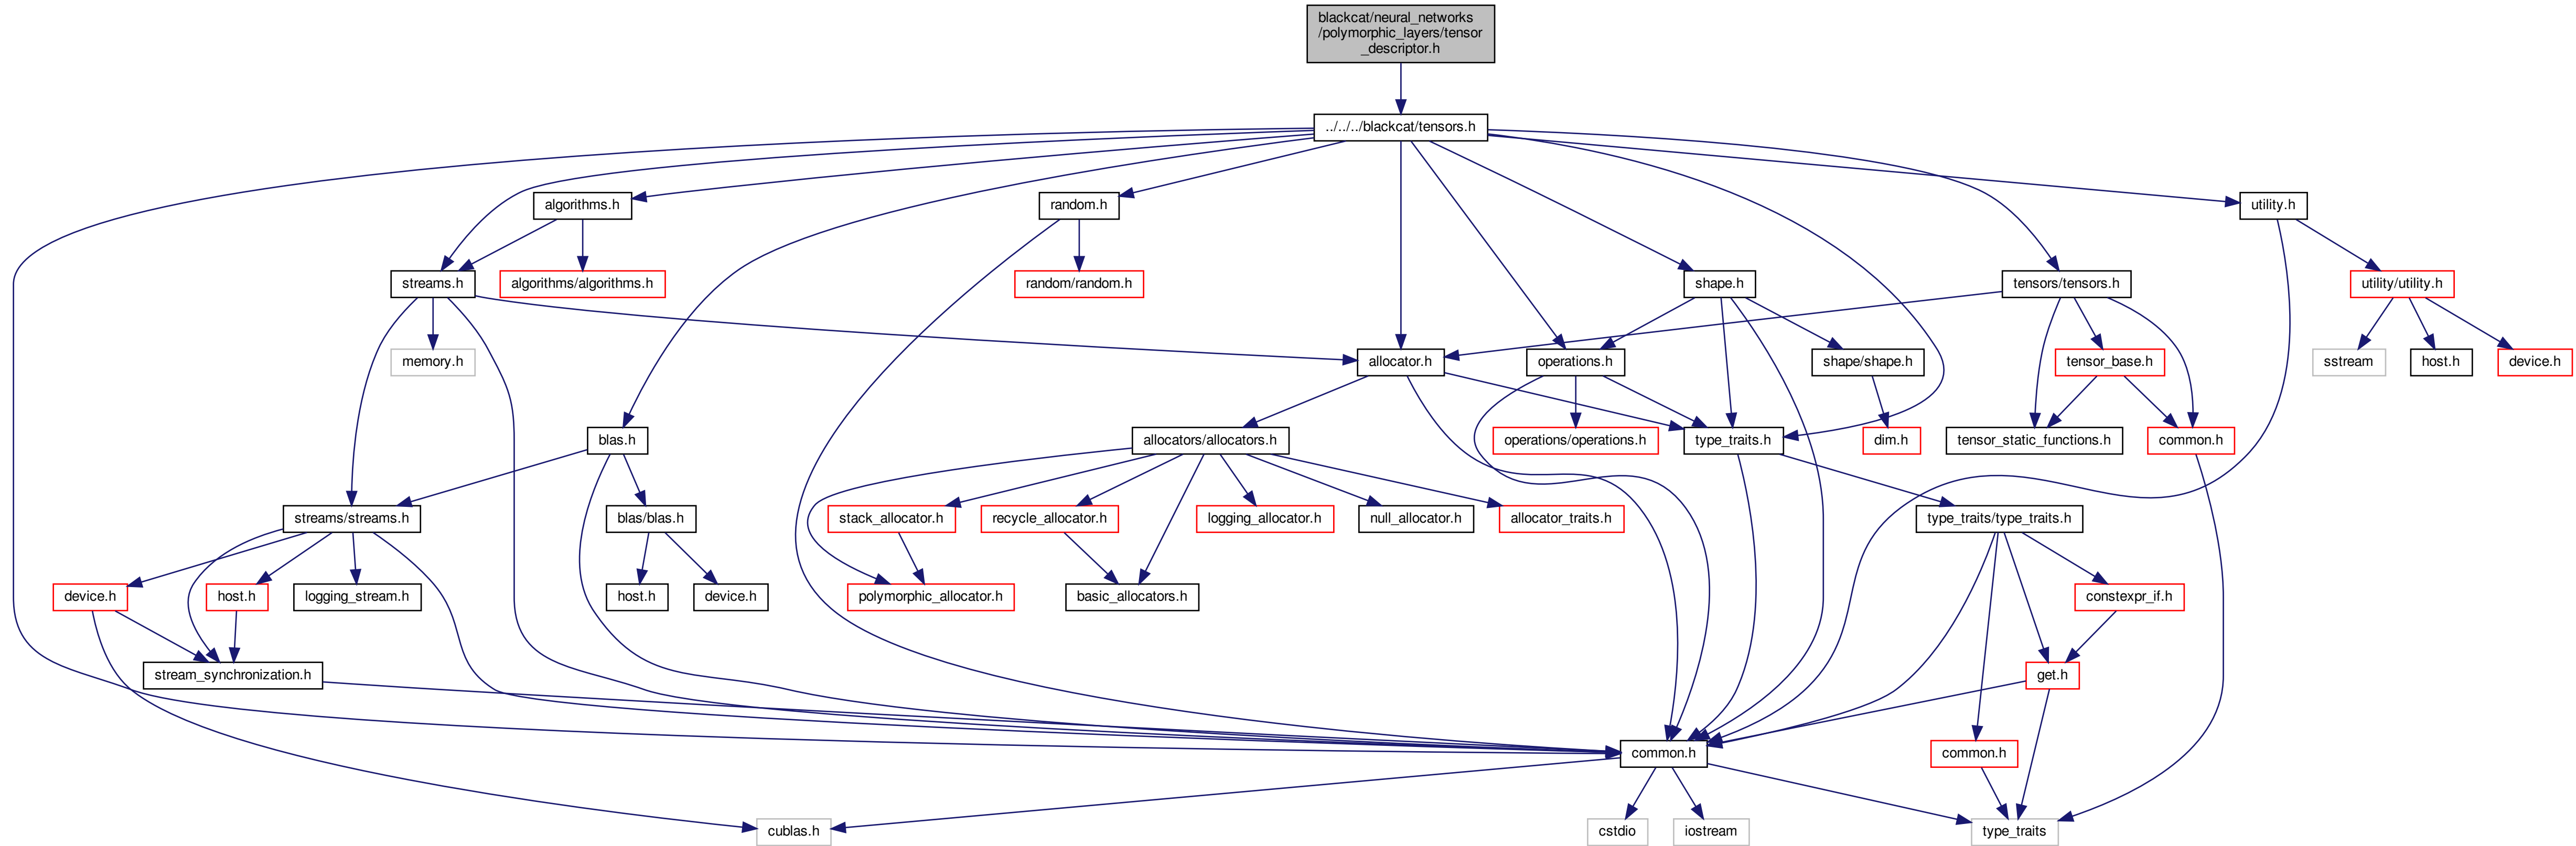 blackcat/neural_networks
/polymorphic_layers/tensor
_descriptor.h
../../../blackcat/tensors.h
algorithms.h
random.h
utility.h
streams.h
algorithms/algorithms.h
random/random.h
shape.h
tensors/tensors.h
utility/utility.h
memory.h
allocator.h
operations.h
shape/shape.h
tensor_base.h
sstream
host.h
device.h
blas.h
allocators/allocators.h
operations/operations.h
type_traits.h
dim.h
tensor_static_functions.h
common.h
streams/streams.h
blas/blas.h
stack_allocator.h
recycle_allocator.h
logging_allocator.h
null_allocator.h
allocator_traits.h
type_traits/type_traits.h
device.h
host.h
logging_stream.h
host.h
device.h
polymorphic_allocator.h
basic_allocators.h
constexpr_if.h
stream_synchronization.h
get.h
common.h
common.h
cublas.h
cstdio
iostream
type_traits